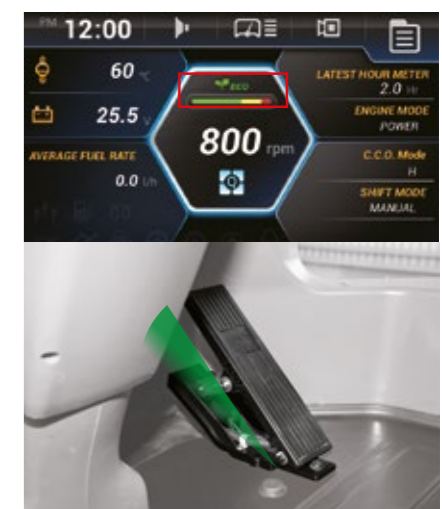 PM 12:00
ECO
60 °C
25.5 V
800 rpm
AVERAGE FUEL RATE
0.0 l/h
LATEST HOUR METER
2.0 Hr
ENGINE MODE
POWER
C.C.O. Mode
H
SHIFT MODE
MANUAL